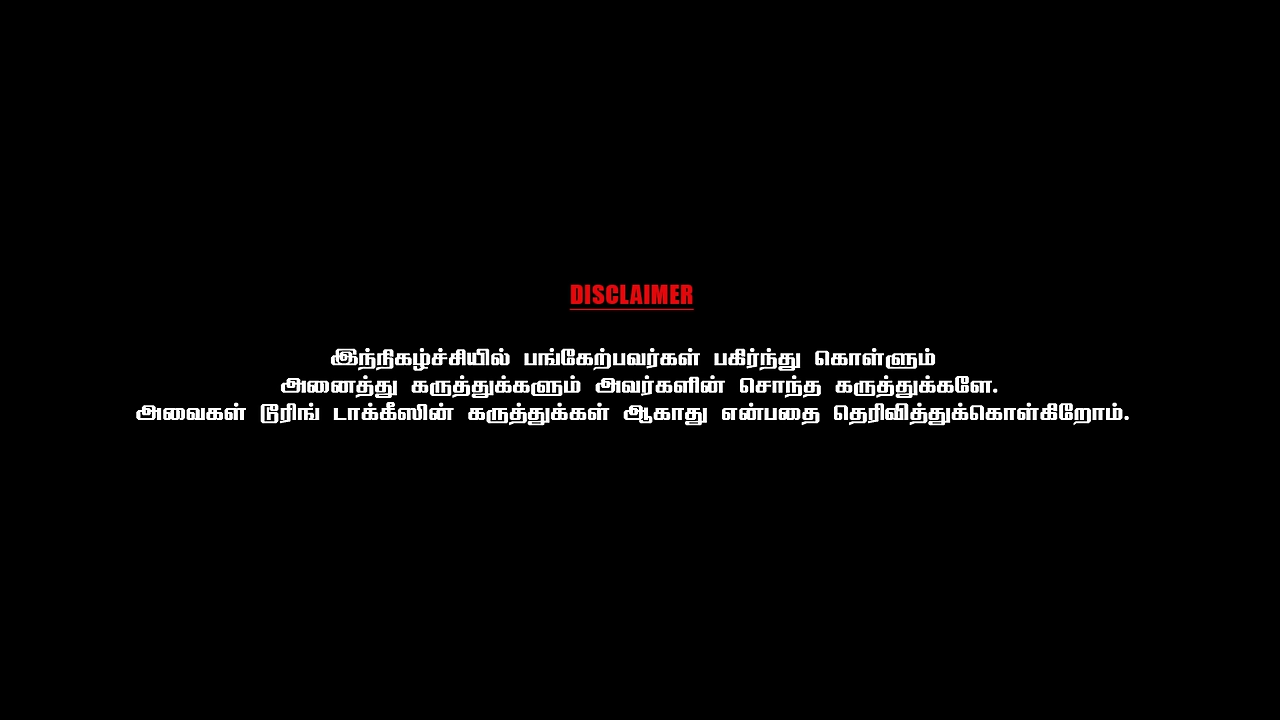 DISCLAIMER
இந்நிகழ்ச்சியில் பங்கேற்பவர்கள் பகிர்ந்து கொள்ளும்
அனைத்து கருத்துக்களும் அவர்களின் சொந்த கருத்துக்களே.
அவைகள் டூரிங் டாக்கீஸின் கருத்துக்கள் ஆகாது என்பதை தெரிவித்துக்கொள்கிறோம்.